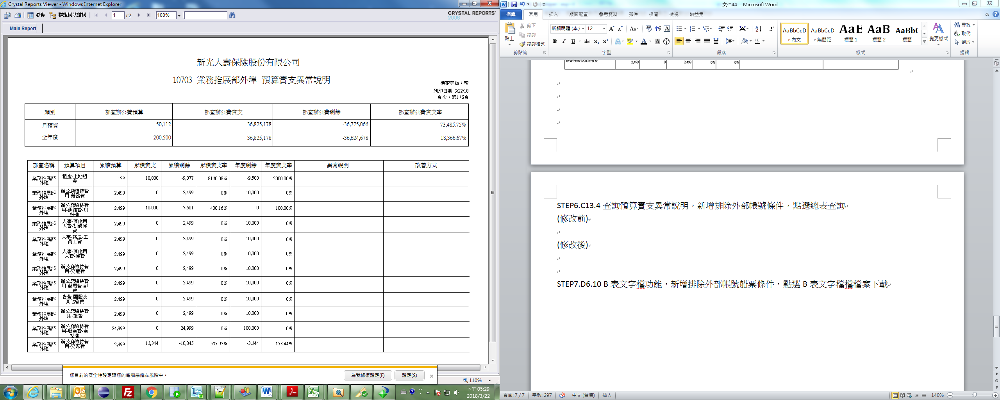 Crystal Reports Viewer - Windows Internet Explorer
參數 群組樹狀結構 1 / 2 100%
CRYSTAL REPORTS
2008
Main Report
新光人壽保險股份有限公司
10703 業務推展部外埠 預算實支異常說明
機密等級：密
列印日期: 3/22/18
頁次：第1 / 2頁
類別 部室辦公費預算 部室辦公費實支 部室辦公費剩餘 部室辦公費實支率
月預算 50,112 36,825,178 -36,775,066 73,485.75%
全年度 200,500 36,825,178 -36,624,678 18,366.67%
部室名稱 預算項目 累積預算 累積實支 累積剩餘 累積實支率 年度剩餘 年度實支率 異常說明 改善方式
業務推展部外埠 租金-土地租金 123 10,000 -9,877 8130.08% -9,500 2000.00%
業務推展部外埠 辦公廳維持費用-勞務費 2,499 0 2,499 0% 10,000 0%
業務推展部外埠 辦公廳維持費用-訓練費-訓練費 2,499 10,000 -7,501 400.16% 0 100.00%
業務推展部外埠 人事-其他用人費-研修餐費 2,499 0 2,499 0% 10,000 0%
業務推展部外埠 人事-薪津-工員工資 2,499 0 2,499 0% 10,000 0%
業務推展部外埠 人事-其他用人費-餐費 2,499 0 2,499 0% 10,000 0%
業務推展部外埠 辦公廳維持費用-交通費 2,499 0 2,499 0% 10,000 0%
業務推展部外埠 辦公廳維持費用-郵電費-郵費 2,499 0 2,499 0% 10,000 0%
業務推展部外埠 會費-團體及其他會費 2,499 0 2,499 0% 10,000 0%
業務推展部外埠 辦公廳維持費用-旅費 2,499 0 2,499 0% 10,000 0%
業務推展部外埠 辦公廳維持費用-郵電費-電話費 24,999 0 24,999 0% 100,000 0%
業務推展部外埠 辦公廳維持費用-交際費 2,499 13,344 -10,845 533.97% -3,344 133.44%
您目前的安全性設定讓您的電腦暴露在風險中。 為我修復設定(F) 設定(S)
110%
下午 05:29
2018/3/22
文件44 - Microsoft Word
檔案 常用 插入 版面配置 參考資料 郵件 校閱 檢視 增益集
貼上 剪下 複製 複製格式
剪貼簿
新細明體 (本文 12
字型
段落
AaBbCcD AaBbCcD AaB AaB AaBb(
內文 無間距 標題 1 標題 2 標題
變更樣式
樣式
尋找 取代 選取
編輯
會費-團體及其他會費 2,499 0 2,499 0% 0%
STEP6.C13.4 查詢預算實支異常說明，新增排除外部帳號條件，點選總表查詢
(修改前)
(修改後)
STEP7.D6.10 B 表文字檔功能，新增排除外部帳號船票條件，點選 B 表文字檔檔檔案下載
頁面: 7 / 7 字數: 297 中文 (台灣) 插入 140%